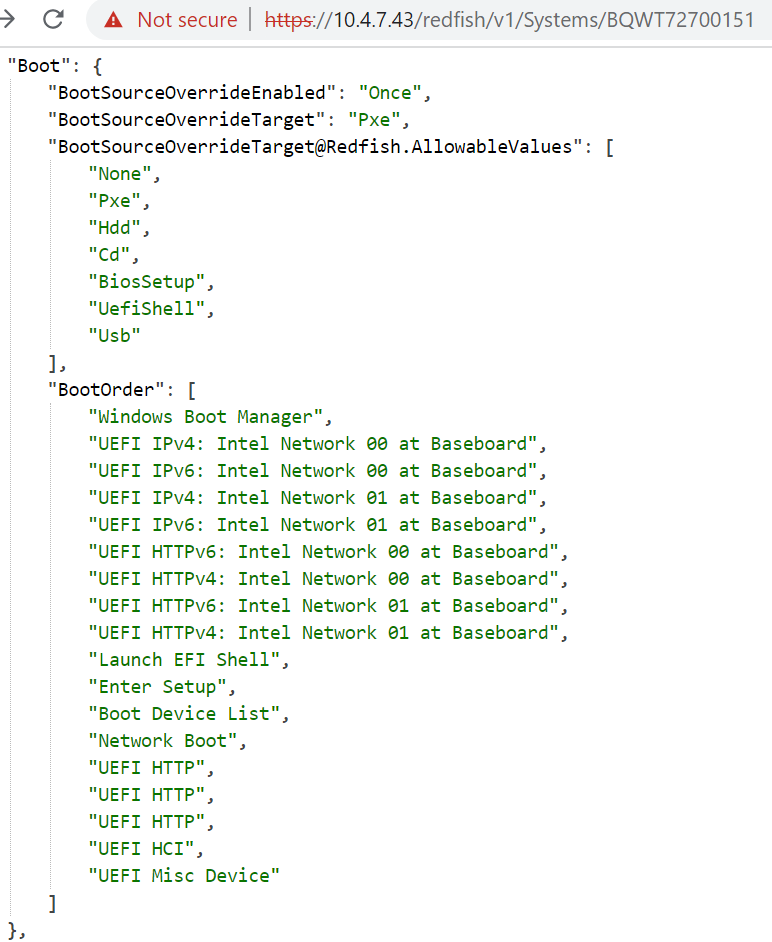 Not secure | https://10.4.7.43/redfish/v1/Systems/BQWT72700151
"Boot": {
"BootSourceOverrideEnabled": "Once",
"BootSourceOverrideTarget": "Pxe",
"BootSourceOverrideTarget@Redfish.AllowableValues": [
"None",
"Pxe",
"Hdd",
"Cd",
"BiosSetup",
"UefiShell",
"Usb"
],
"BootOrder": [
"Windows Boot Manager",
"UEFI IPv4: Intel Network 00 at Baseboard",
"UEFI IPv6: Intel Network 00 at Baseboard",
"UEFI IPv4: Intel Network 01 at Baseboard",
"UEFI IPv6: Intel Network 01 at Baseboard",
"UEFI HTTPv6: Intel Network 00 at Baseboard",
"UEFI HTTPv4: Intel Network 00 at Baseboard",
"UEFI HTTPv6: Intel Network 01 at Baseboard",
"UEFI HTTPv4: Intel Network 01 at Baseboard",
"Launch EFI Shell",
"Enter Setup",
"Boot Device List",
"Network Boot",
"UEFI HTTP",
"UEFI HTTP",
"UEFI HTTP",
"UEFI HCI",
"UEFI Misc Device"
]
},